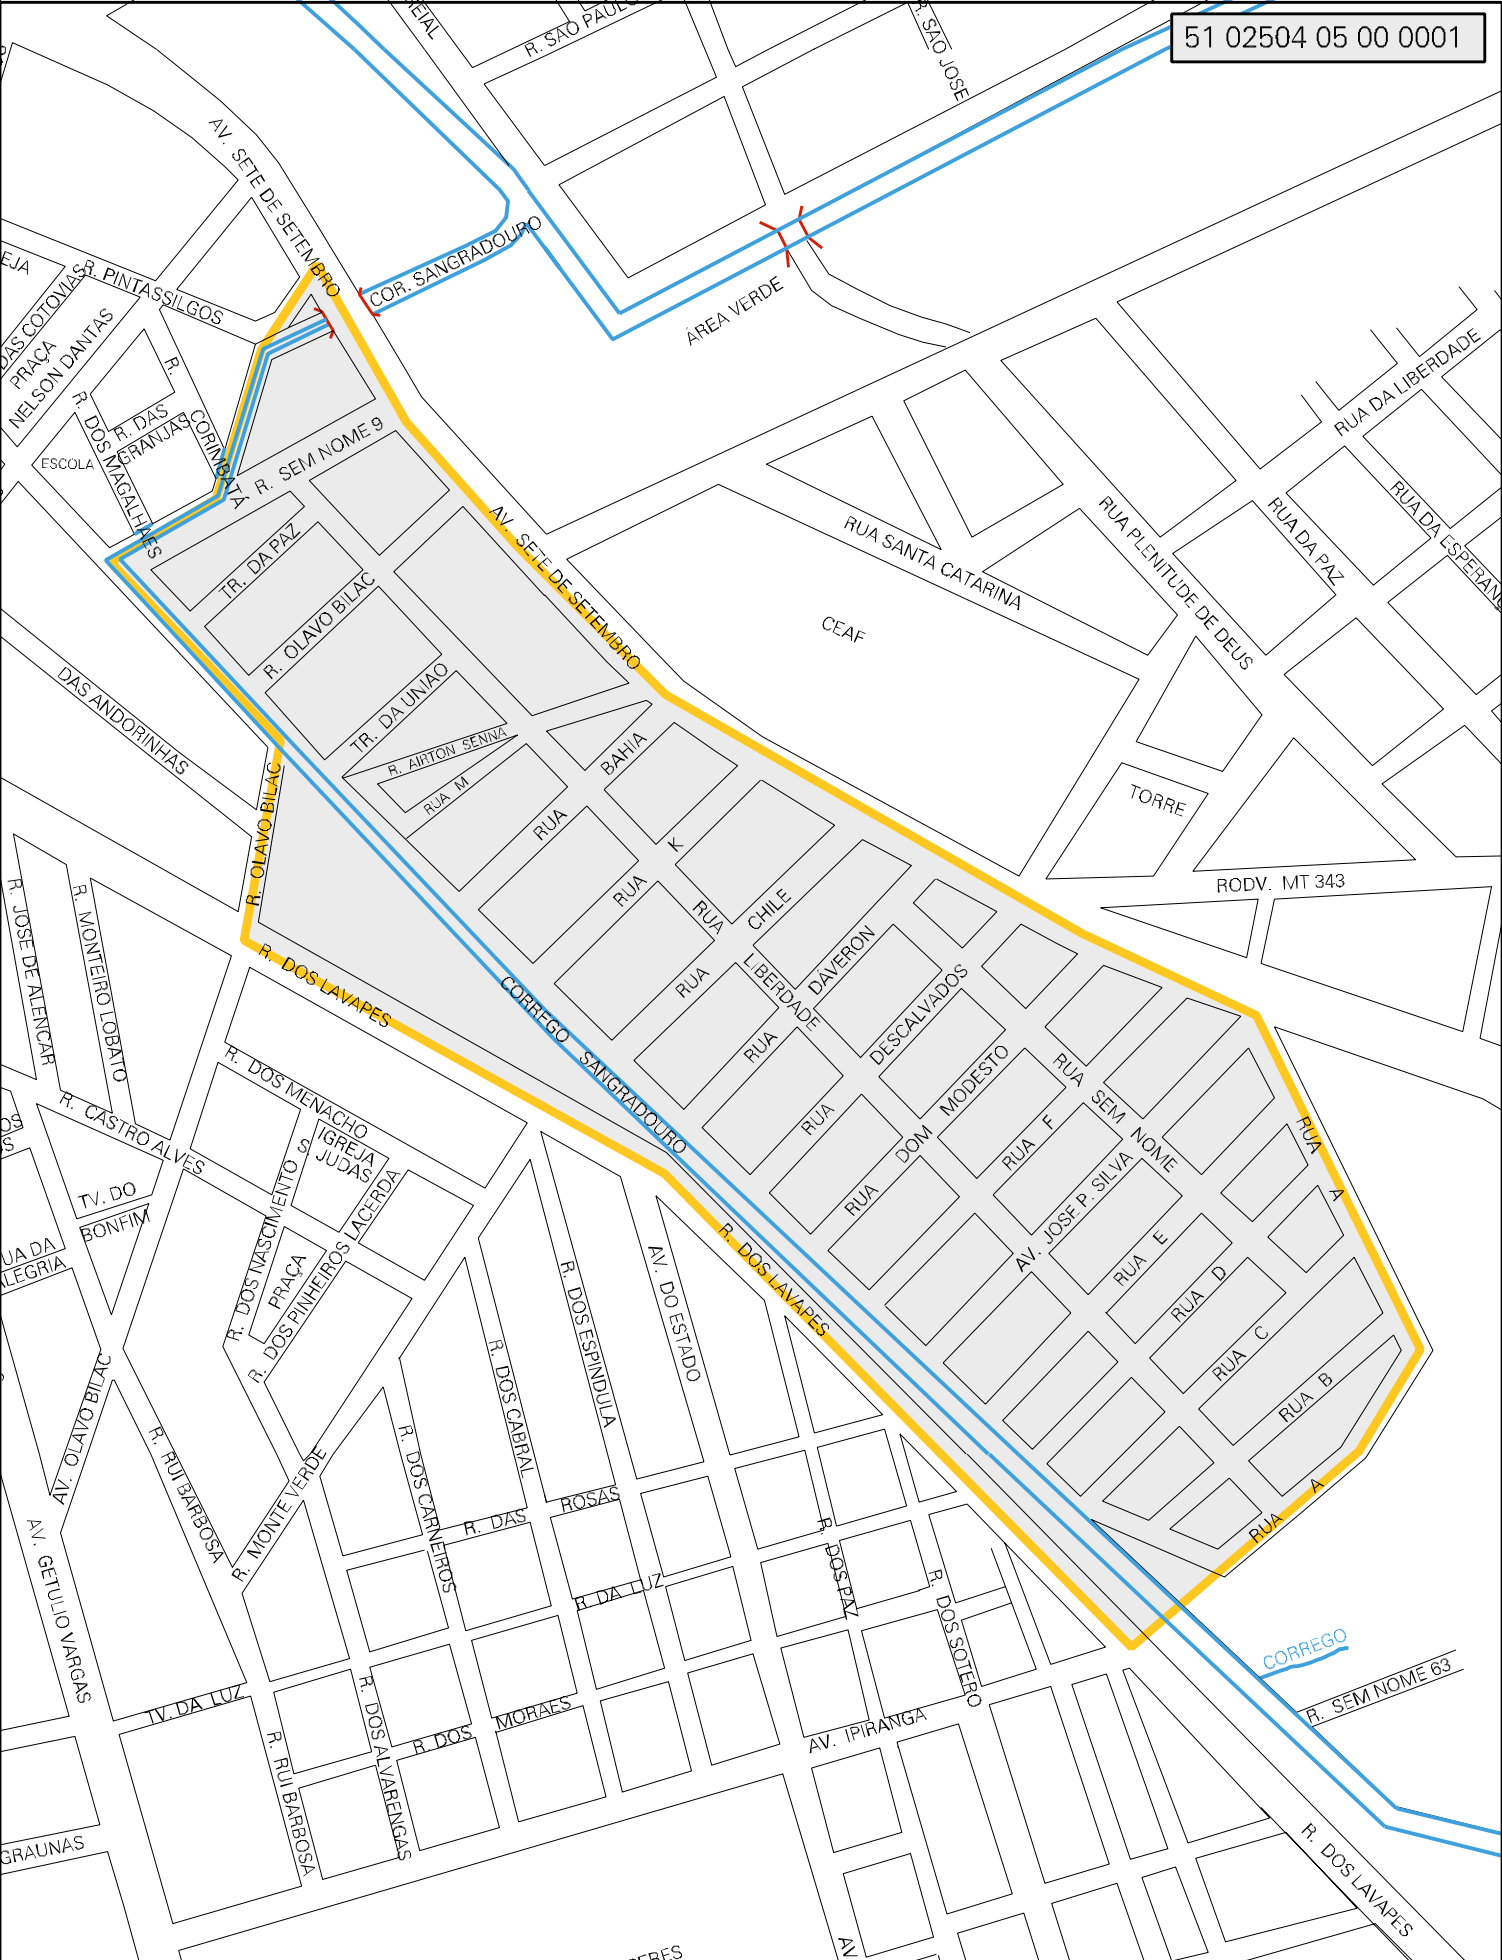 51 02504 05 00 0001
R. SAO PAULO
R. SAO JOSE
AV. SETE DE SETEMBRO
COR. SANGRADOURO
ÁREA VERDE
R. PINTASSILGOS
DAS COTOVIAS
PRAÇA
NELSON DANTAS
R. DAS
GRANJAS
R. CORIMBATÁ
R. DOS MAGALHAES
ESCOLA
R. SEM NOME 9
RUA DA LIBERDADE
RUA DA PAZ
RUA PLENITUDE DE DEUS
RUA SANTA CATARINA
CEAF
AV. SETE DE SETEMBRO
TR. DA PAZ
R. OLAVO BILAC
TR. DA UNIAO
R. AIRTON SENNA
RUA M
DAS ANDORINHAS
R. OLAVO BILAC
TORRE
RODV. MT 343
RUA BAHIA
RUA K
RUA CHILE
RUA LIBERDADE
RUA DAVERON
RUA DESCALVADOS
RUA DOM MODESTO
RUA F
RUA SEM NOME
AV. JOSE P. SILVA
RUA E
RUA D
RUA C
RUA B
RUA A
RUA A
R. DOS LAVAPES
CORREGO SANGRADOURO
R. JOSE DE ALENCAR
R. MONTEIRO LOBATO
R. DOS MENACHO
R. CASTRO ALVES
IGREJA
S. JUDAS
TV. DO
BONFIM
R. DOS NASCIMENTO
PRAÇA
R. DOS PINHEIROS LACERDA
R. DOS LAVAPES
AV. DO ESTADO
R. DOS ESPINDULA
R. DOS CABRAL
AV. OLAVO BILAC
R. RUI BARBOSA
R. MONTE VERDE
R. DOS CARNEIROS
R. DAS ROSAS
R DA LUZ
R. DOS PAZ
R. DOS SOTERO
AV. GETULIO VARGAS
TV. DA LUZ
R. RUI BARBOSA
R. DOS ALVARENGAS
R. DOS MORAES
AV. IPIRANGA
CORREGO
R. SEM NOME 63
R. DOS LAVAPES
GRAUNAS
AV